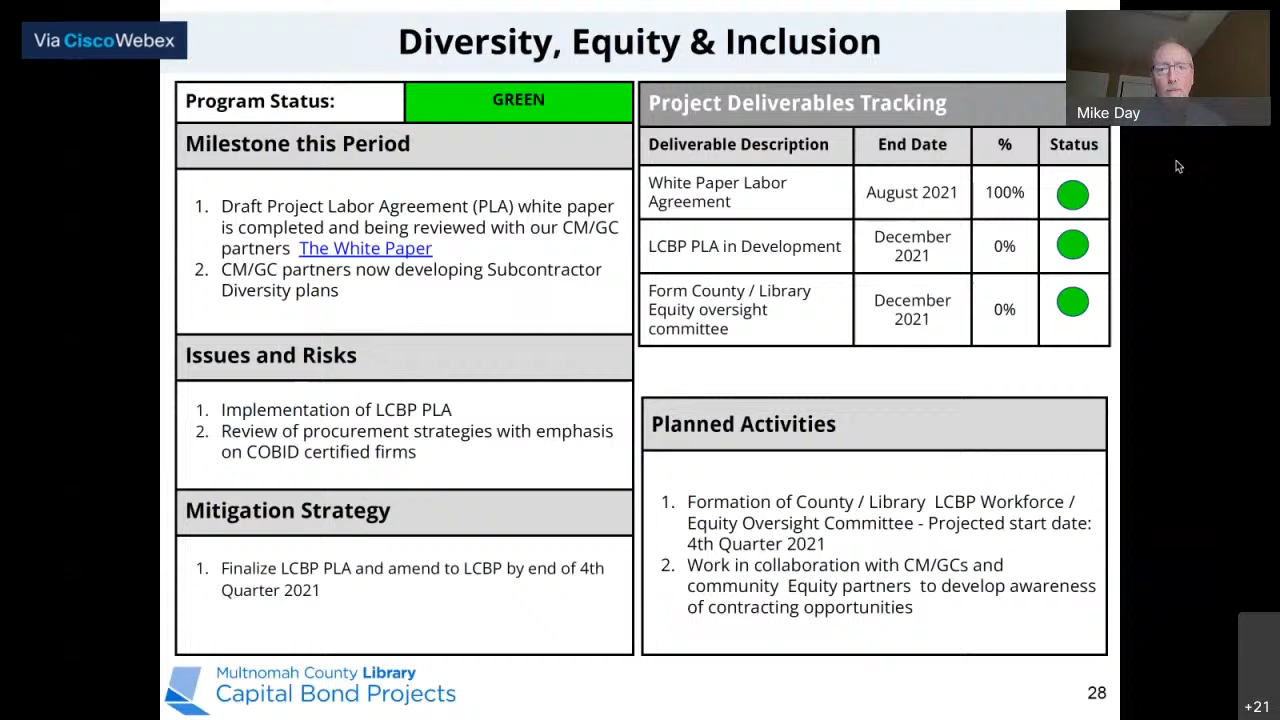 Via CiscoWebex
Diversity, Equity & Inclusion
Mike Day
Program Status:
GREEN
Milestone this Period
1. Draft Project Labor Agreement (PLA) white paper
is completed and being reviewed with our CM/GC
partners The White Paper
2. CM/GC partners now developing Subcontractor
Diversity plans
Issues and Risks
1. Implementation of LCBP PLA
2. Review of procurement strategies with emphasis
on COBID certified firms
Mitigation Strategy
1. Finalize LCBP PLA and amend to LCBP by end of 4th
Quarter 2021
Project Deliverables Tracking
Deliverable Description End Date % Status
White Paper Labor
Agreement
August 2021
100%
LCBP PLA in Development
December
2021
0%
Form County / Library
Equity oversight
committee
December
2021
0%
Planned Activities
1. Formation of County / Library LCBP Workforce /
Equity Oversight Committee - Projected start date:
4th Quarter 2021
2. Work in collaboration with CM/GCs and
community Equity partners to develop awareness
of contracting opportunities
Multnomah County Library
Capital Bond Projects
28
+21